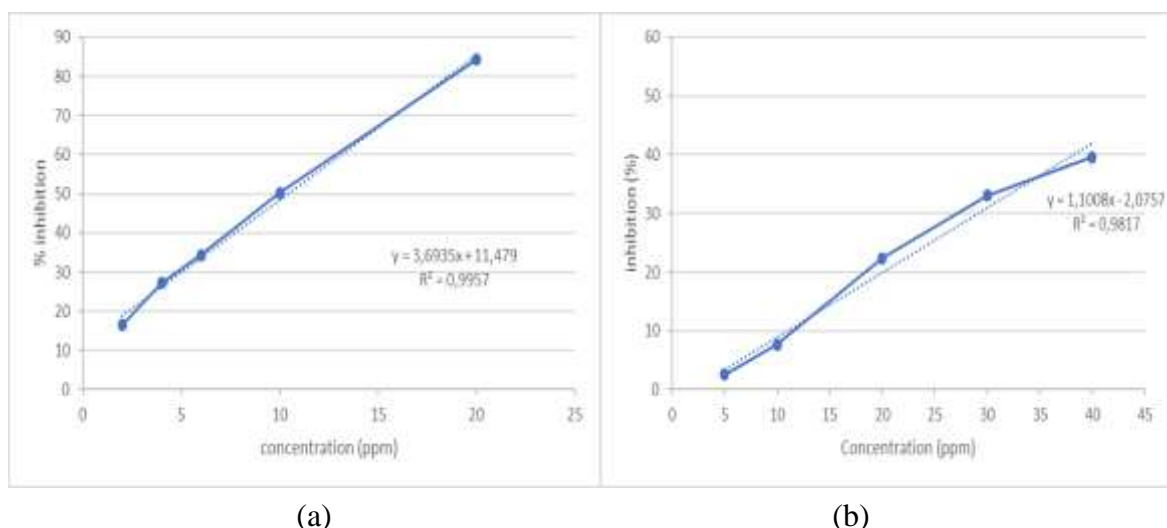 90
80
70
60
50
40
30
20
10
0
% inhibition
y = 3,6935x + 11,479
R² = 0,9957
0 5 10 15 20 25
concentration (ppm)
60
50
40
30
20
10
0
inhibition (%)
y = 1,1008x - 2,0757
R² = 0,9817
0 5 10 15 20 25 30 35 40 45
Concentration (ppm)
(a) (b)